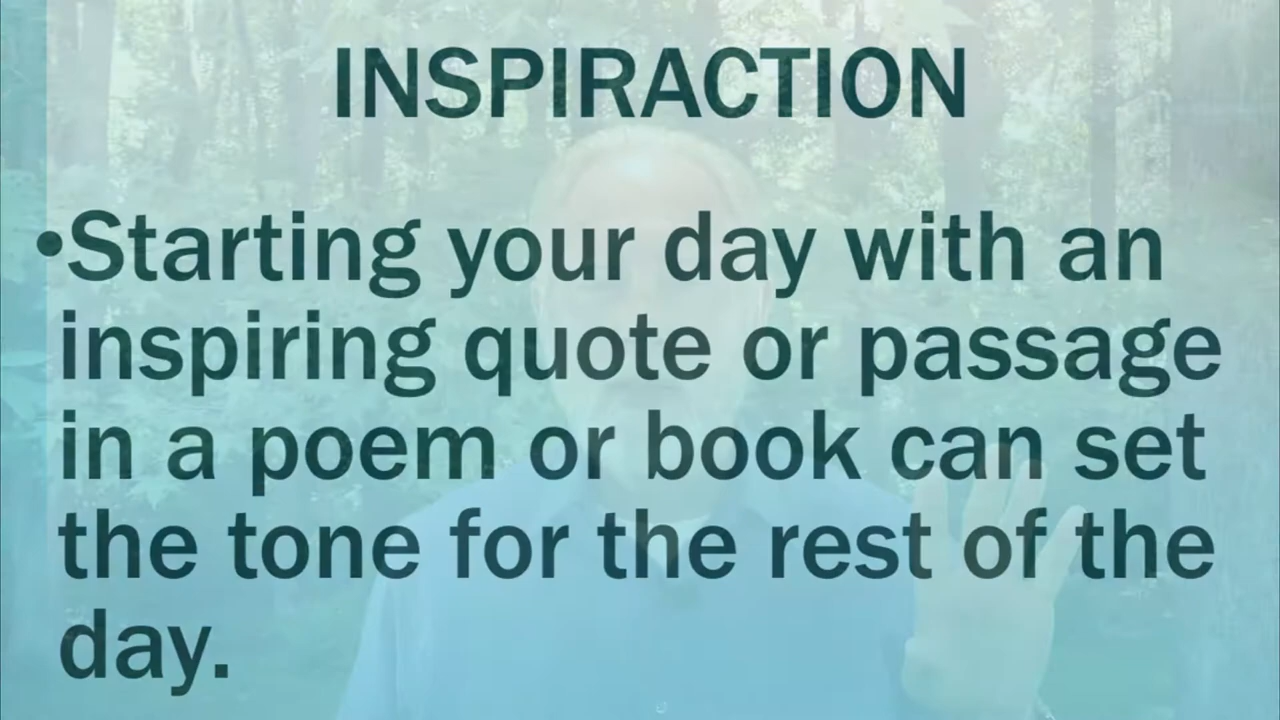 INSPIRACTION
•Starting your day with an
inspiring quote or passage
in a poem or book can set
the tone for the rest of the
day.